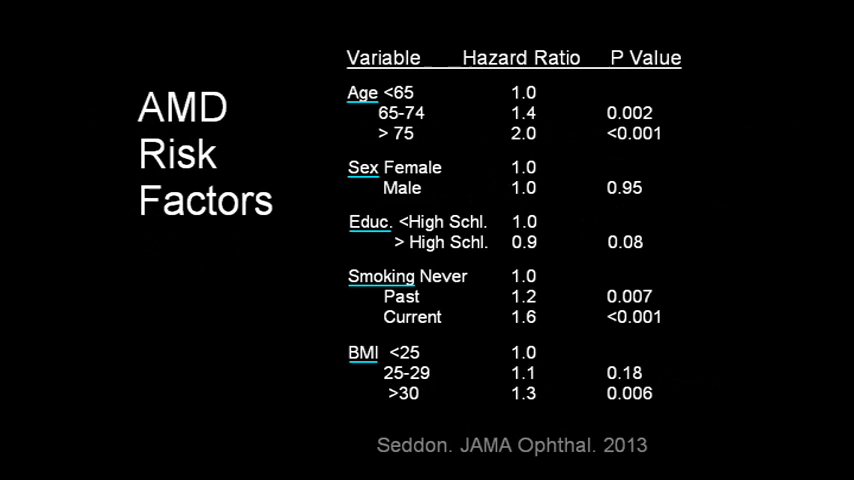 AMD
Risk
Factors
Variable Hazard Ratio P Value
Age <65 1.0
65-74 1.4 0.002
> 75 2.0 <0.001
Sex Female 1.0
Male 1.0 0.95
Educ. <High Schl. 1.0
> High Schl. 0.9 0.08
Smoking Never 1.0
Past 1.2 0.007
Current 1.6 <0.001
BMI <25 1.0
25-29 1.1 0.18
>30 1.3 0.006
Seddon. JAMA Ophthal. 2013